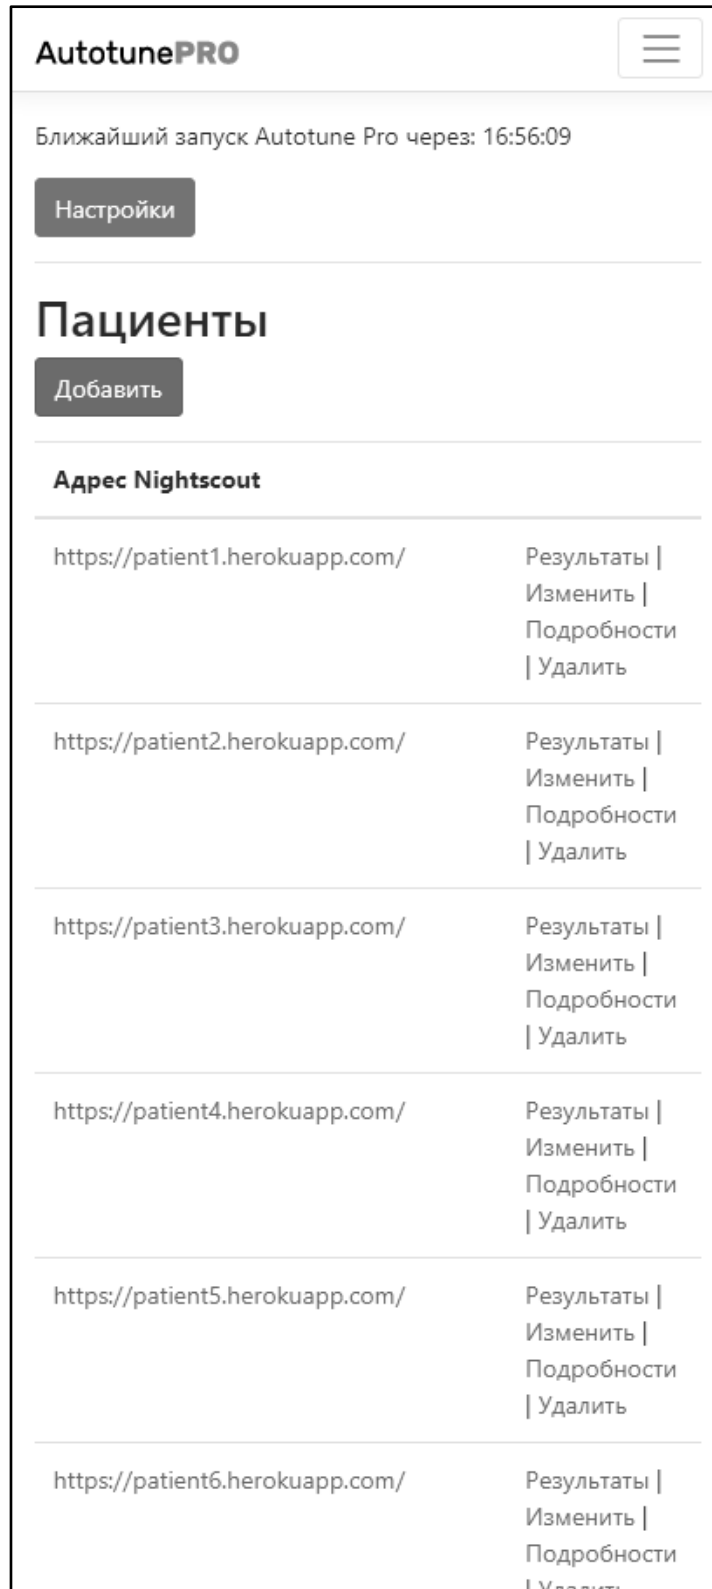 AutotunePRO
Ближайший запуск Autotune Pro через: 16:56:09
Настройки
Пациенты
Добавить
Адрес Nightscout
https://patient1.herokuapp.com/
Результаты |
Изменить |
Подробности
| Удалить
https://patient2.herokuapp.com/
Результаты |
Изменить |
Подробности
| Удалить
https://patient3.herokuapp.com/
Результаты |
Изменить |
Подробности
| Удалить
https://patient4.herokuapp.com/
Результаты |
Изменить |
Подробности
| Удалить
https://patient5.herokuapp.com/
Результаты |
Изменить |
Подробности
| Удалить
https://patient6.herokuapp.com/
Результаты |
Изменить |
Подробности
| Удалить